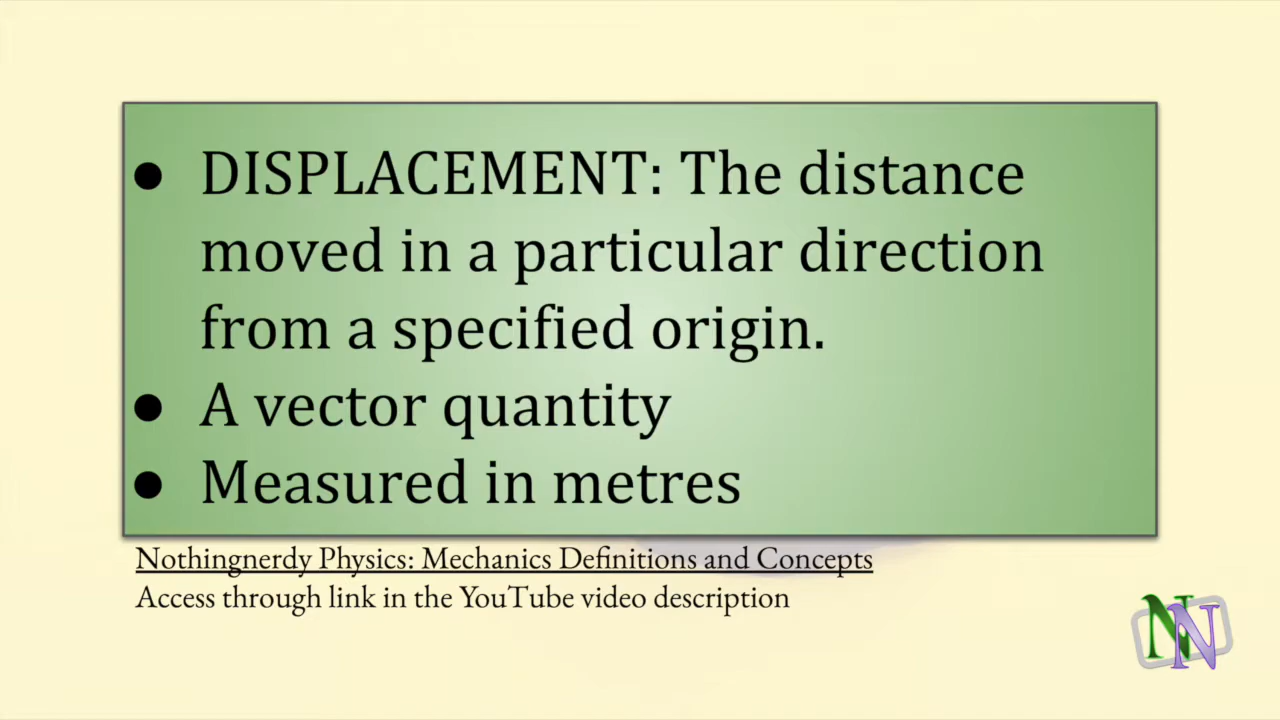 ● DISPLACEMENT: The distance
moved in a particular direction
from a specified origin.
● A vector quantity
● Measured in metres
Nothingnerdy Physics: Mechanics Definitions and Concepts
Access through link in the YouTube video description
NN